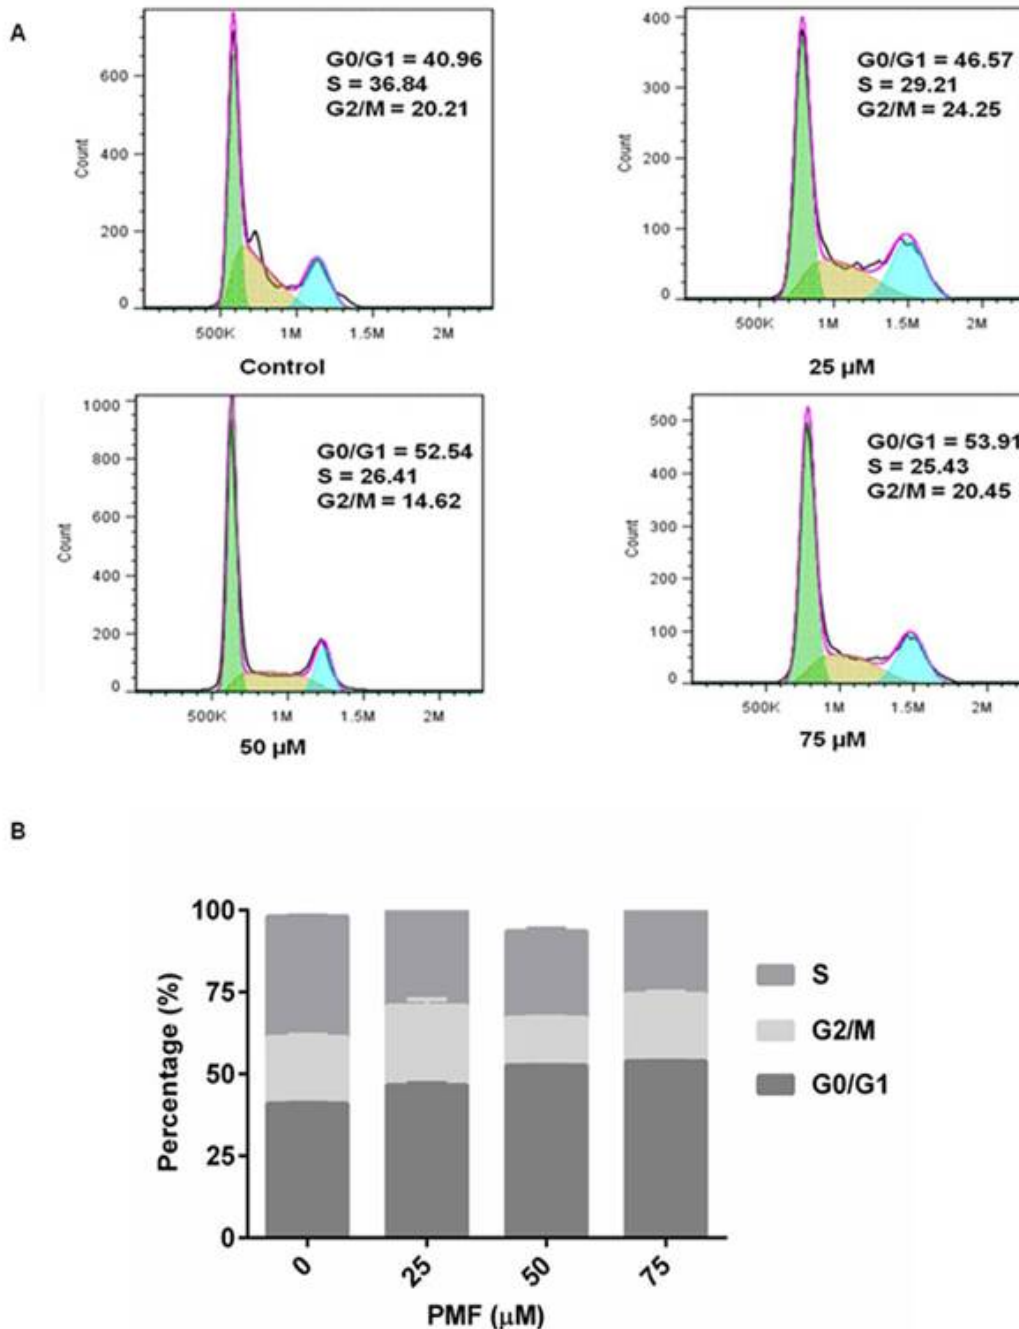 A
Count
600
400
200
0
G0/G1 = 40.96
S = 36.84
G2/M = 20.21
500K 1M 1.5M 2M
Control
Count
400
300
200
100
0
G0/G1 = 46.57
S = 29.21
G2/M = 24.25
500K 1M 1.5M 2M
25 µM
Count
1000
800
600
400
200
0
G0/G1 = 52.54
S = 26.41
G2/M = 14.62
500K 1M 1.5M 2M
50 µM
Count
500
400
300
200
100
0
G0/G1 = 53.91
S = 25.43
G2/M = 20.45
500K 1M 1.5M 2M
75 µM
B
Percentage (%)
100
75
50
25
0
S
G2/M
G0/G1
0 25 50 75
PMF (µM)